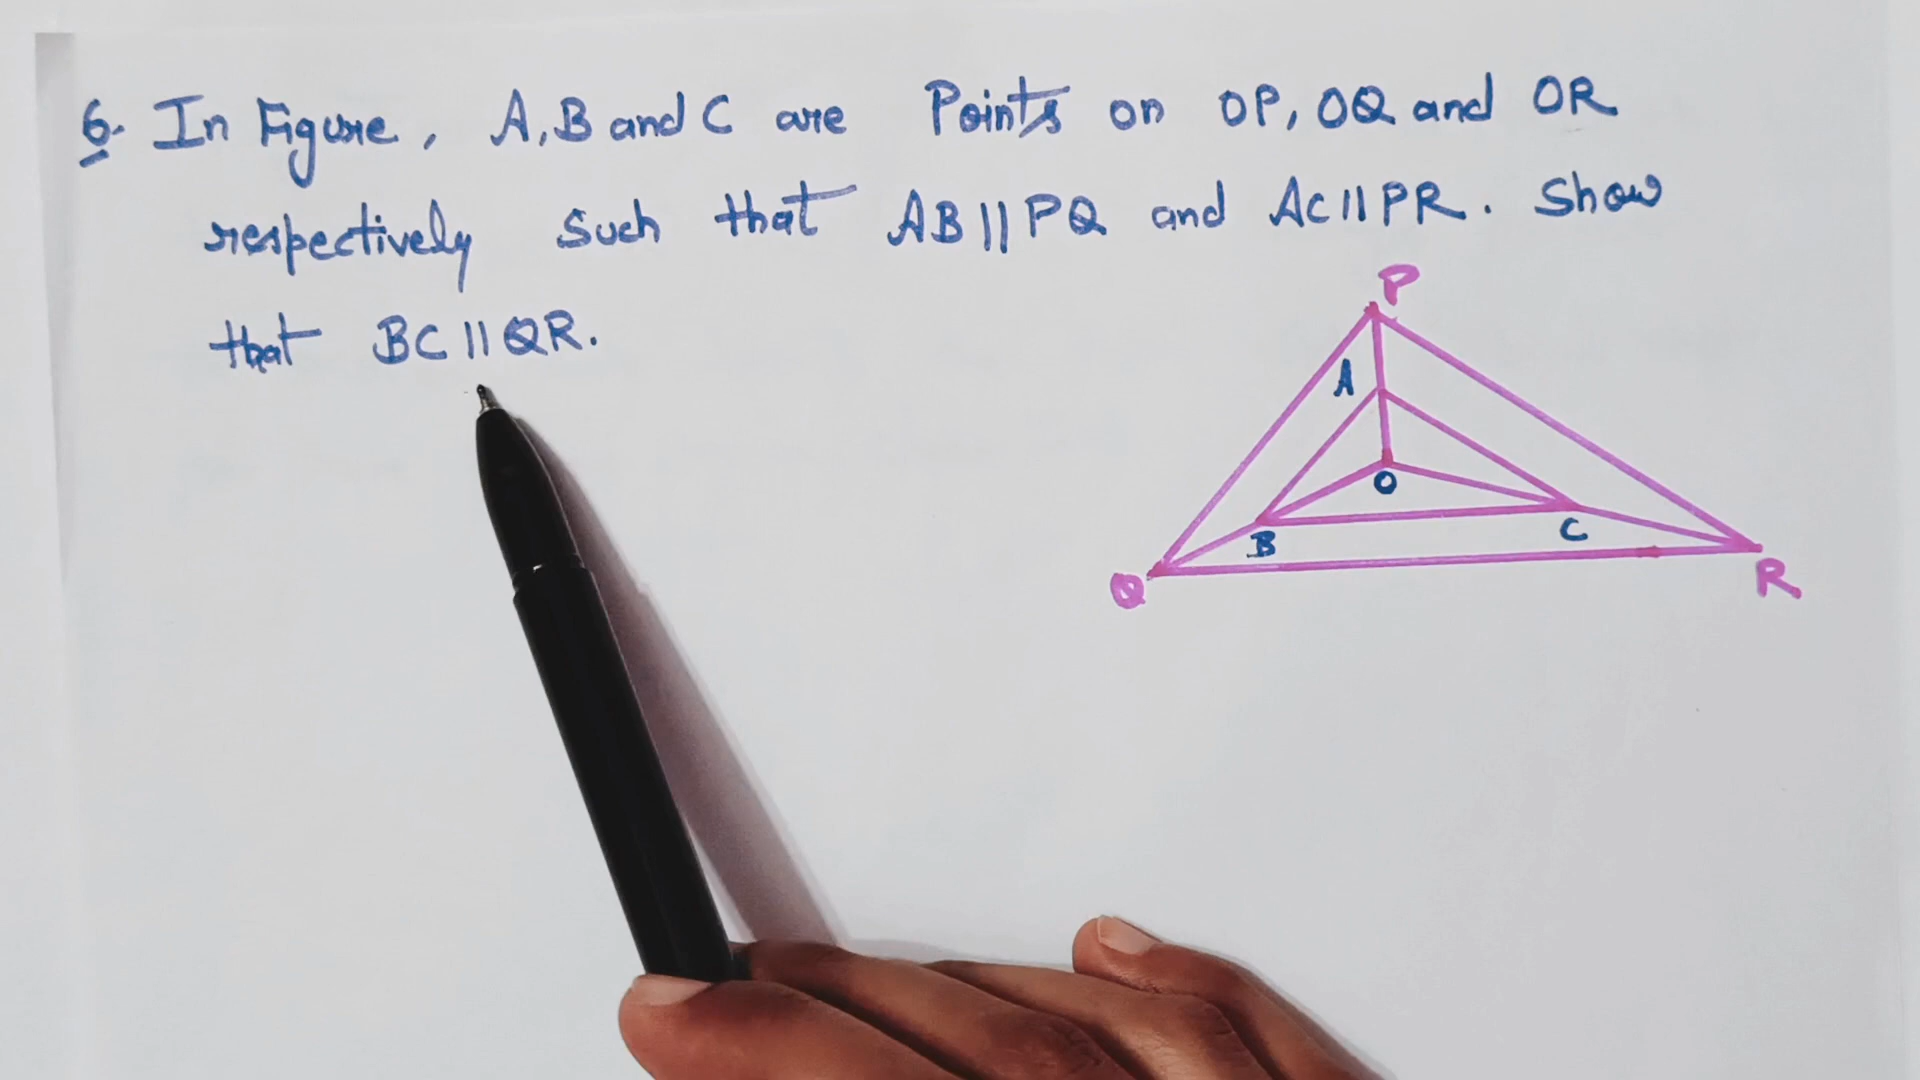 6. In Figure, A, B and C are Points on OP, OQ and OR
respectively Such that AB||PQ and AC||PR. Show
that BC||QR.
P
A
O
B
C
Q
R